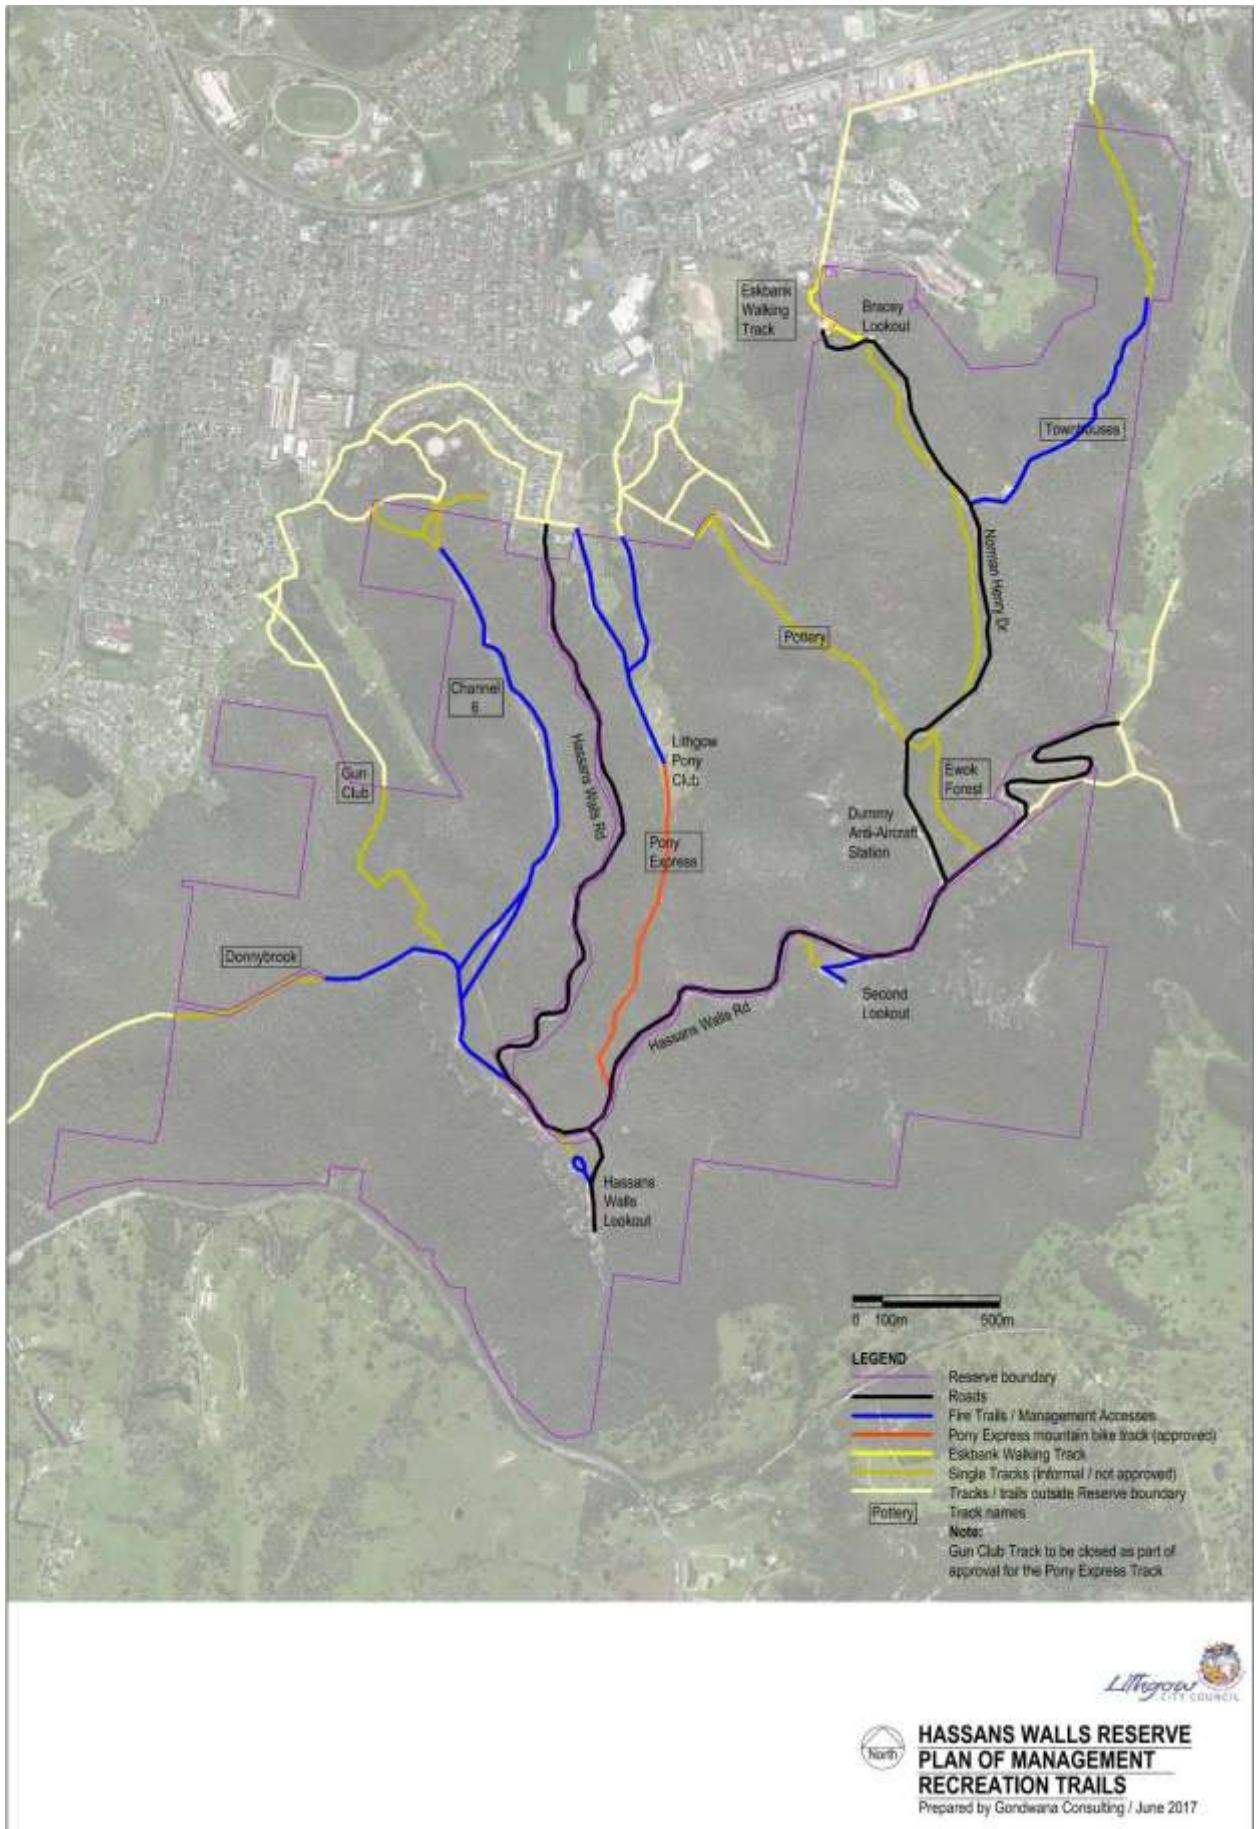 Eskbank
Walking
Track
Bracey
Lookout
Townhouses
Norman Henry Dr
Pottery
Channel
6
Hassans Walls Rd
Lithgow
Pony
Club
Gun
Club
Ewok
Forest
Dummy
Anti-Aircraft
Station
Pony
Express
Donnybrook
Second
Lookout
Hassans Walls Rd
Hassans
Walls
Lookout
0 100m 500m
LEGEND
Reserve boundary
Roads
Fire Trails / Management Accesses
Pony Express mountain bike track (approved)
Eskbank Walking Track
Single Tracks (informal / not approved)
Tracks / trails outside Reserve boundary
Pottery Track names
Note:
Gun Club Track to be closed as part of
approval for the Pony Express Track
Lithgow
CITY COUNCIL
North
HASSANS WALLS RESERVE
PLAN OF MANAGEMENT
RECREATION TRAILS
Prepared by Gondwana Consulting / June 2017